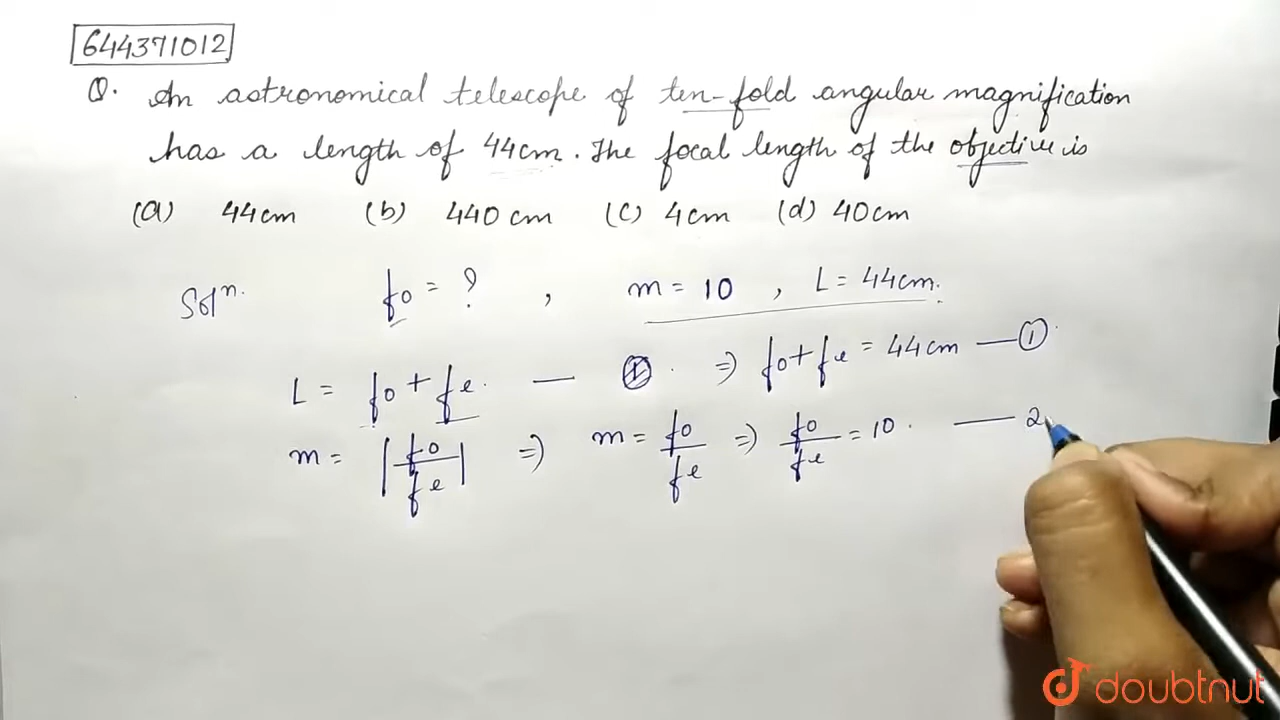 644371012
Q. An astronomical telescope of ten-fold angular magnification
has a length of 44cm. The focal length of the objective is
(a) 44cm (b) 440 cm (c) 4cm (d) 40cm
Solⁿ. fo = ? , m = 10 , L = 44cm.
L = fo + fe. — ⇒ fo + fe = 44cm — ①
m = |fo/fe| ⇒ m = fo/fe ⇒ fo/fe = 10. — 2
doubtnut